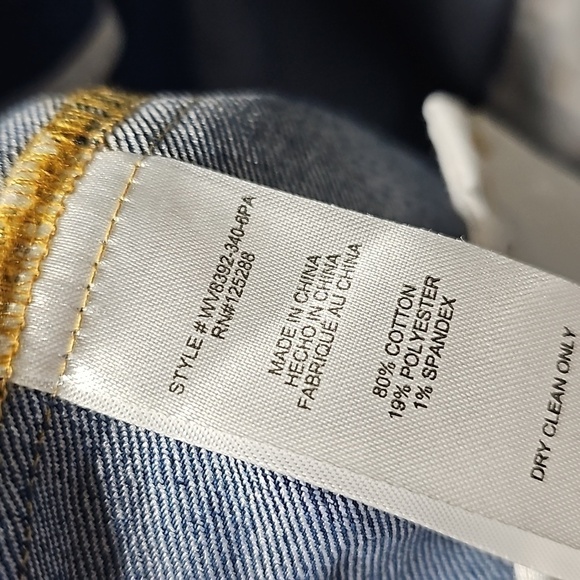 STYLE # WV8392-340-6PA
RN#125288
MADE IN CHINA
HECHO IN CHINA
FABRIQUÉ AU CHINA
80% COTTON
19% POLYESTER
1% SPANDEX
DRY CLEAN ONLY